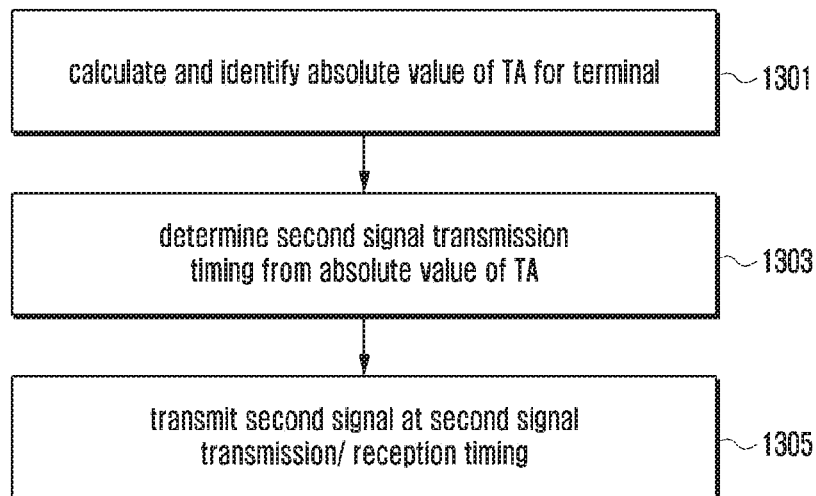 calculate and identify absolute value of TA for terminal
1301
determine second signal transmission
timing from absolute value of TA
1303
transmit second signal at second signal
transmission/ reception timing
1305